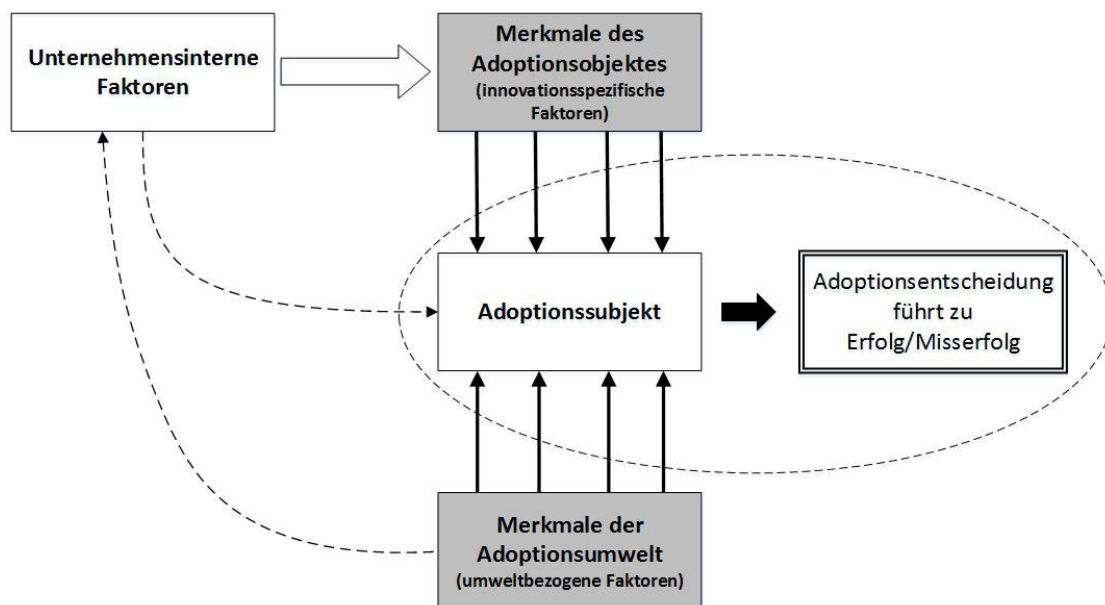 Unternehmensinterne
Faktoren
Merkmale des
Adoptionsobjektes
(innovationsspezifische
Faktoren)
Adoptionssubjekt
Adoptionsentscheidung
führt zu
Erfolg/Misserfolg
Merkmale der
Adoptionsumwelt
(umweltbezogene Faktoren)